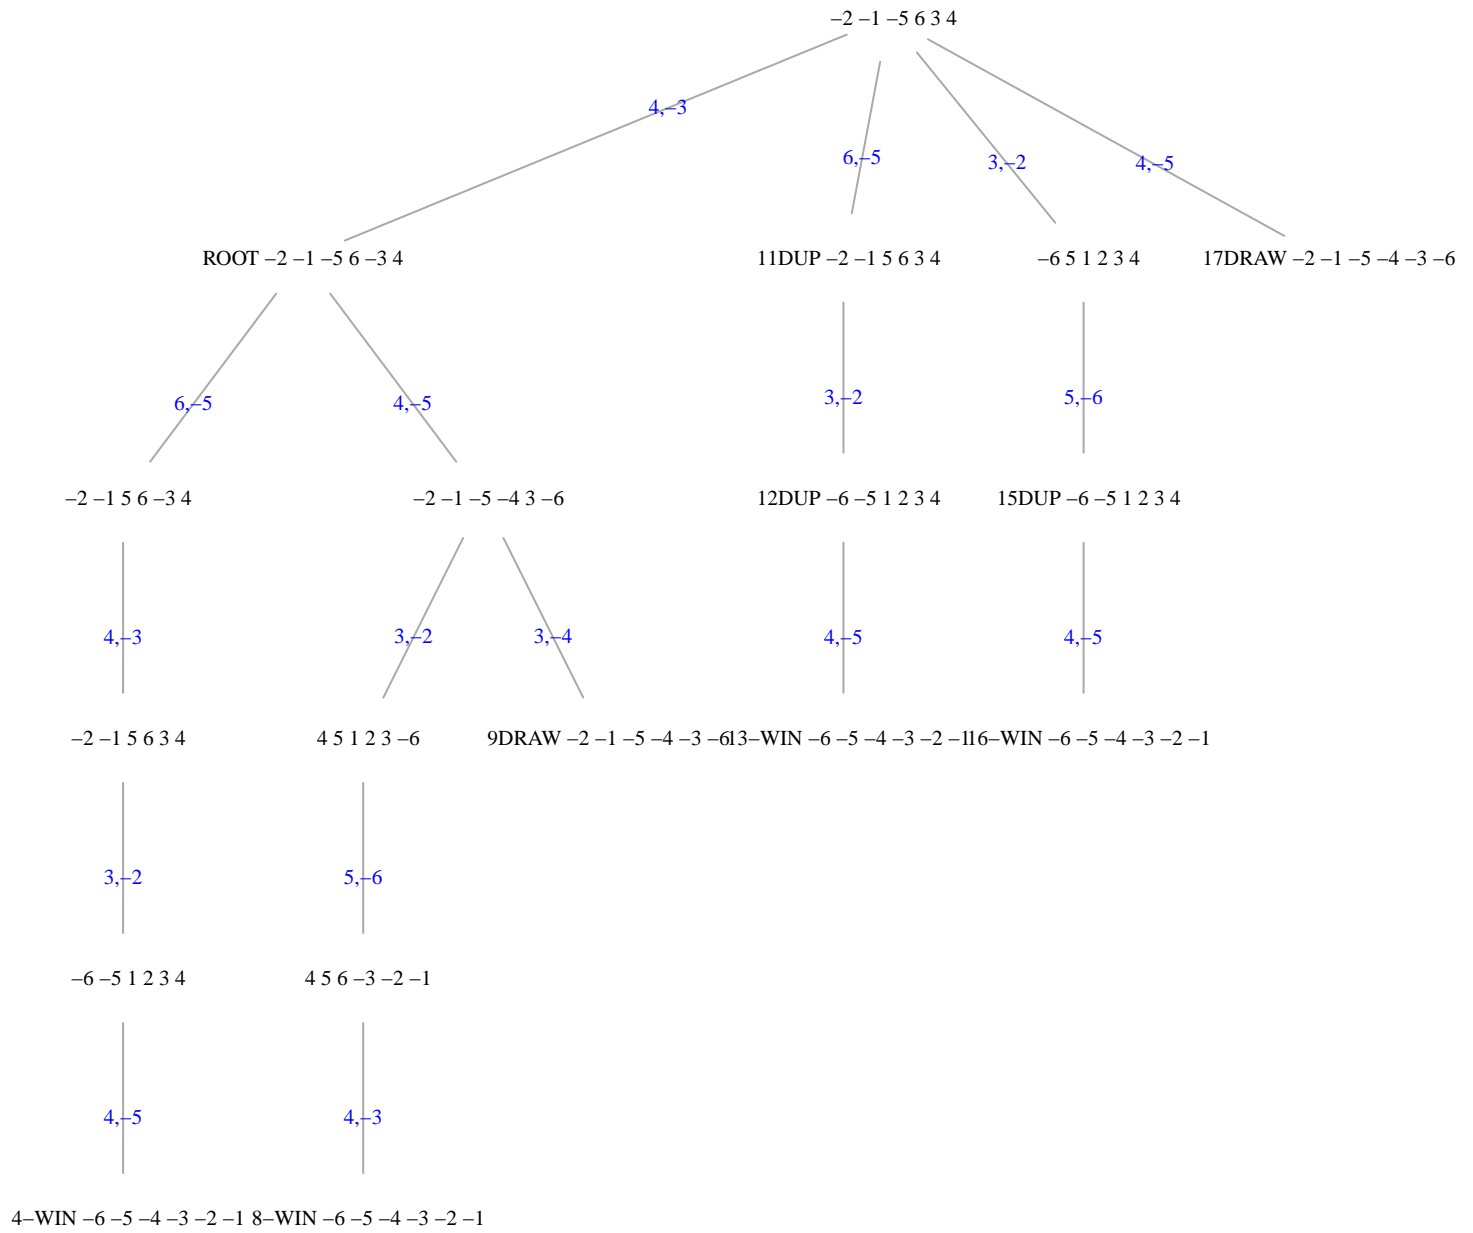 –2 –1 –5 6 3 4
4,–3
6,–5
3,–2
4,–5
ROOT –2 –1 –5 6 –3 4
11DUP –2 –1 5 6 3 4
–6 5 1 2 3 4
17DRAW –2 –1 –5 –4 –3 –6
6,–5
4,–5
3,–2
5,–6
–2 –1 5 6 –3 4
–2 –1 –5 –4 3 –6
12DUP –6 –5 1 2 3 4
15DUP –6 –5 1 2 3 4
4,–3
3,–2
3,–4
4,–5
4,–5
–2 –1 5 6 3 4
4 5 1 2 3 –6
9DRAW –2 –1 –5 –4 –3 –6
13–WIN –6 –5 –4 –3 –2 –1
16–WIN –6 –5 –4 –3 –2 –1
3,–2
5,–6
–6 –5 1 2 3 4
4 5 6 –3 –2 –1
4,–5
4,–3
4–WIN –6 –5 –4 –3 –2 –1
8–WIN –6 –5 –4 –3 –2 –1